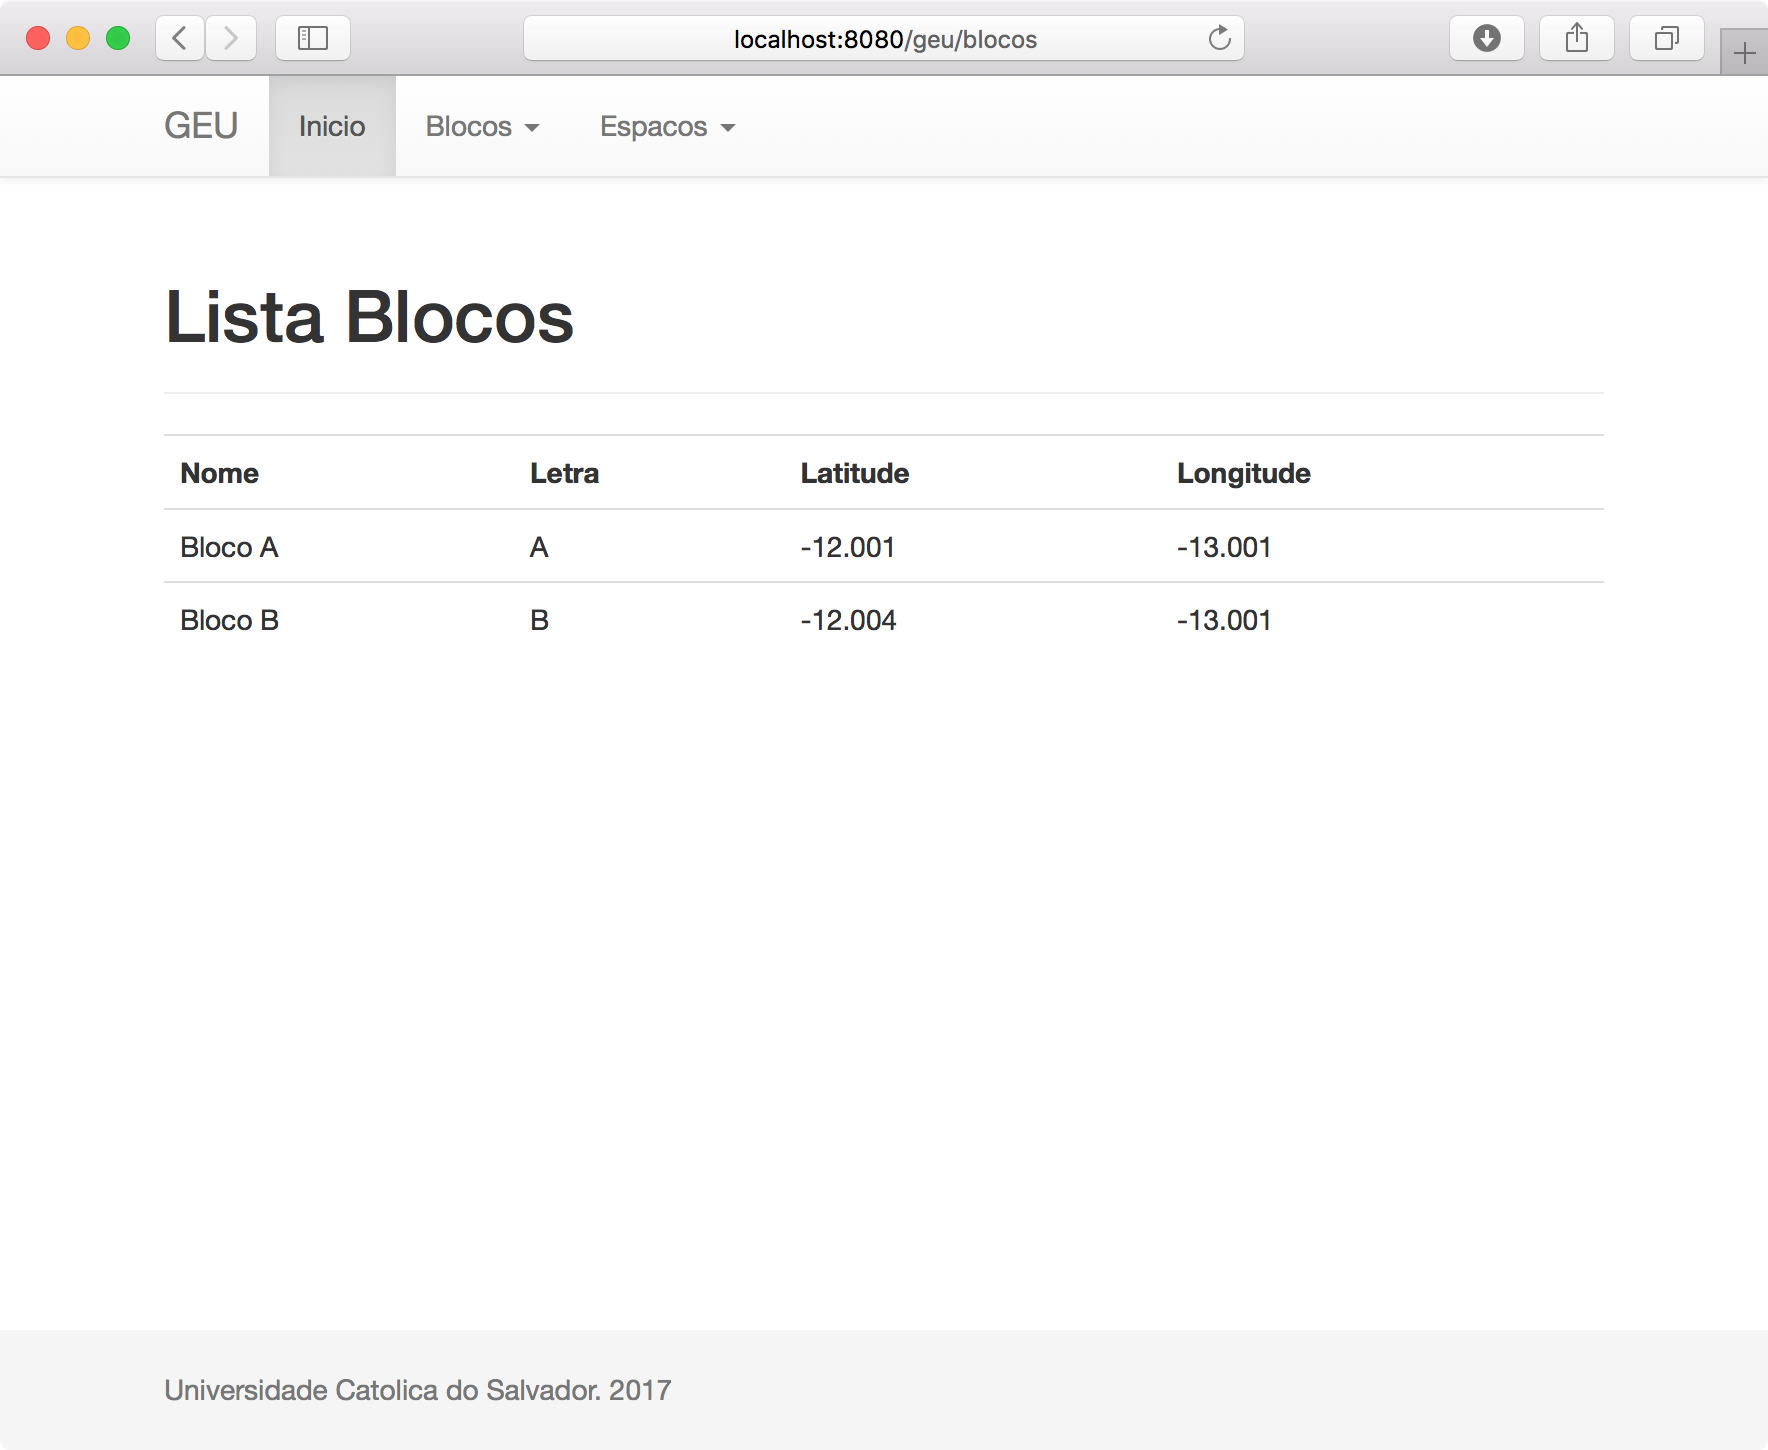 localhost:8080/geu/blocos
GEU Inicio Blocos Espacos
Lista Blocos
Nome Letra Latitude Longitude
Bloco A A -12.001 -13.001
Bloco B B -12.004 -13.001
Universidade Catolica do Salvador. 2017